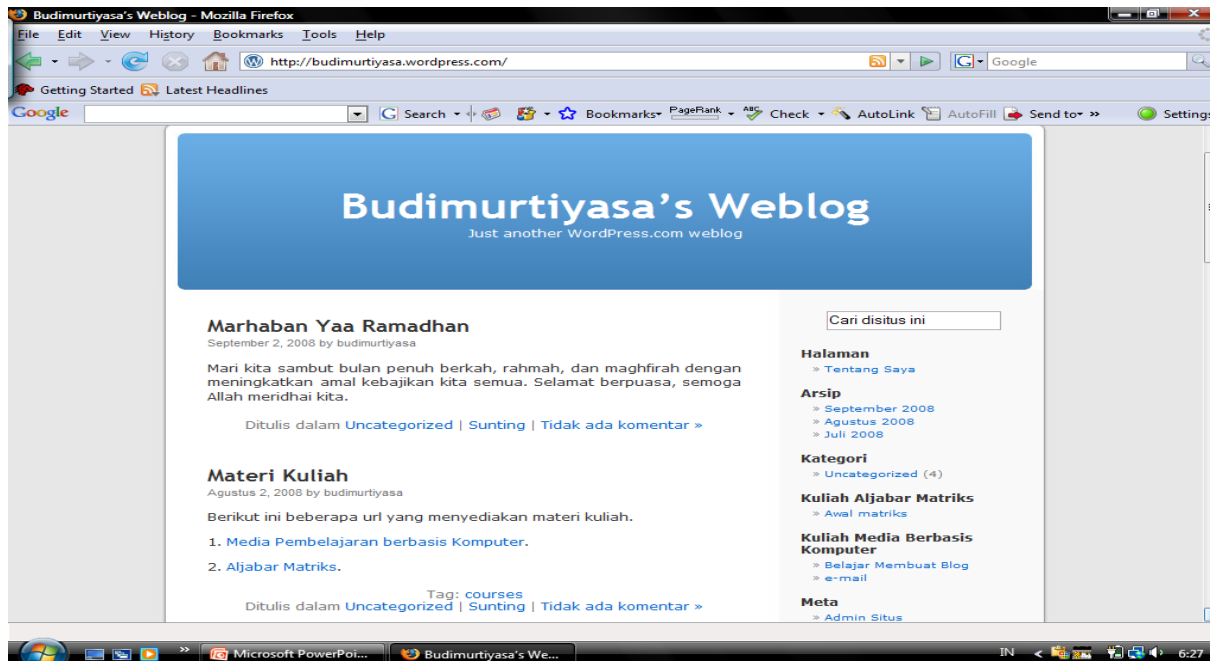 Budimurtiyasa's Weblog - Mozilla Firefox
File Edit View History Bookmarks Tools Help
http://budimurtiyasa.wordpress.com/
G Google
Getting Started Latest Headlines
Google G Search Bookmarks PageRank ABC Check AutoLink AutoFill Send to » Settings
Budimurtiyasa's Weblog
Just another WordPress.com weblog
Marhaban Yaa Ramadhan
September 2, 2008 by budimurtiyasa
Mari kita sambut bulan penuh berkah, rahmah, dan maghfirah dengan
meningkatkan amal kebajikan kita semua. Selamat berpuasa, semoga
Allah meridhai kita.
Ditulis dalam Uncategorized | Sunting | Tidak ada komentar »
Materi Kuliah
Agustus 2, 2008 by budimurtiyasa
Berikut ini beberapa url yang menyediakan materi kuliah.
1. Media Pembelajaran berbasis Komputer.
2. Aljabar Matriks.
Tag: courses
Ditulis dalam Uncategorized | Sunting | Tidak ada komentar »
Cari disitus ini
Halaman
» Tentang Saya
Arsip
» September 2008
» Agustus 2008
» Juli 2008
Kategori
» Uncategorized (4)
Kuliah Aljabar Matriks
» Awal matriks
Kuliah Media Berbasis
Komputer
» Belajar Membuat Blog
» e-mail
Meta
» Admin Situs
» Microsoft PowerPoi... Budimurtiyasa's We... IN < 6:27